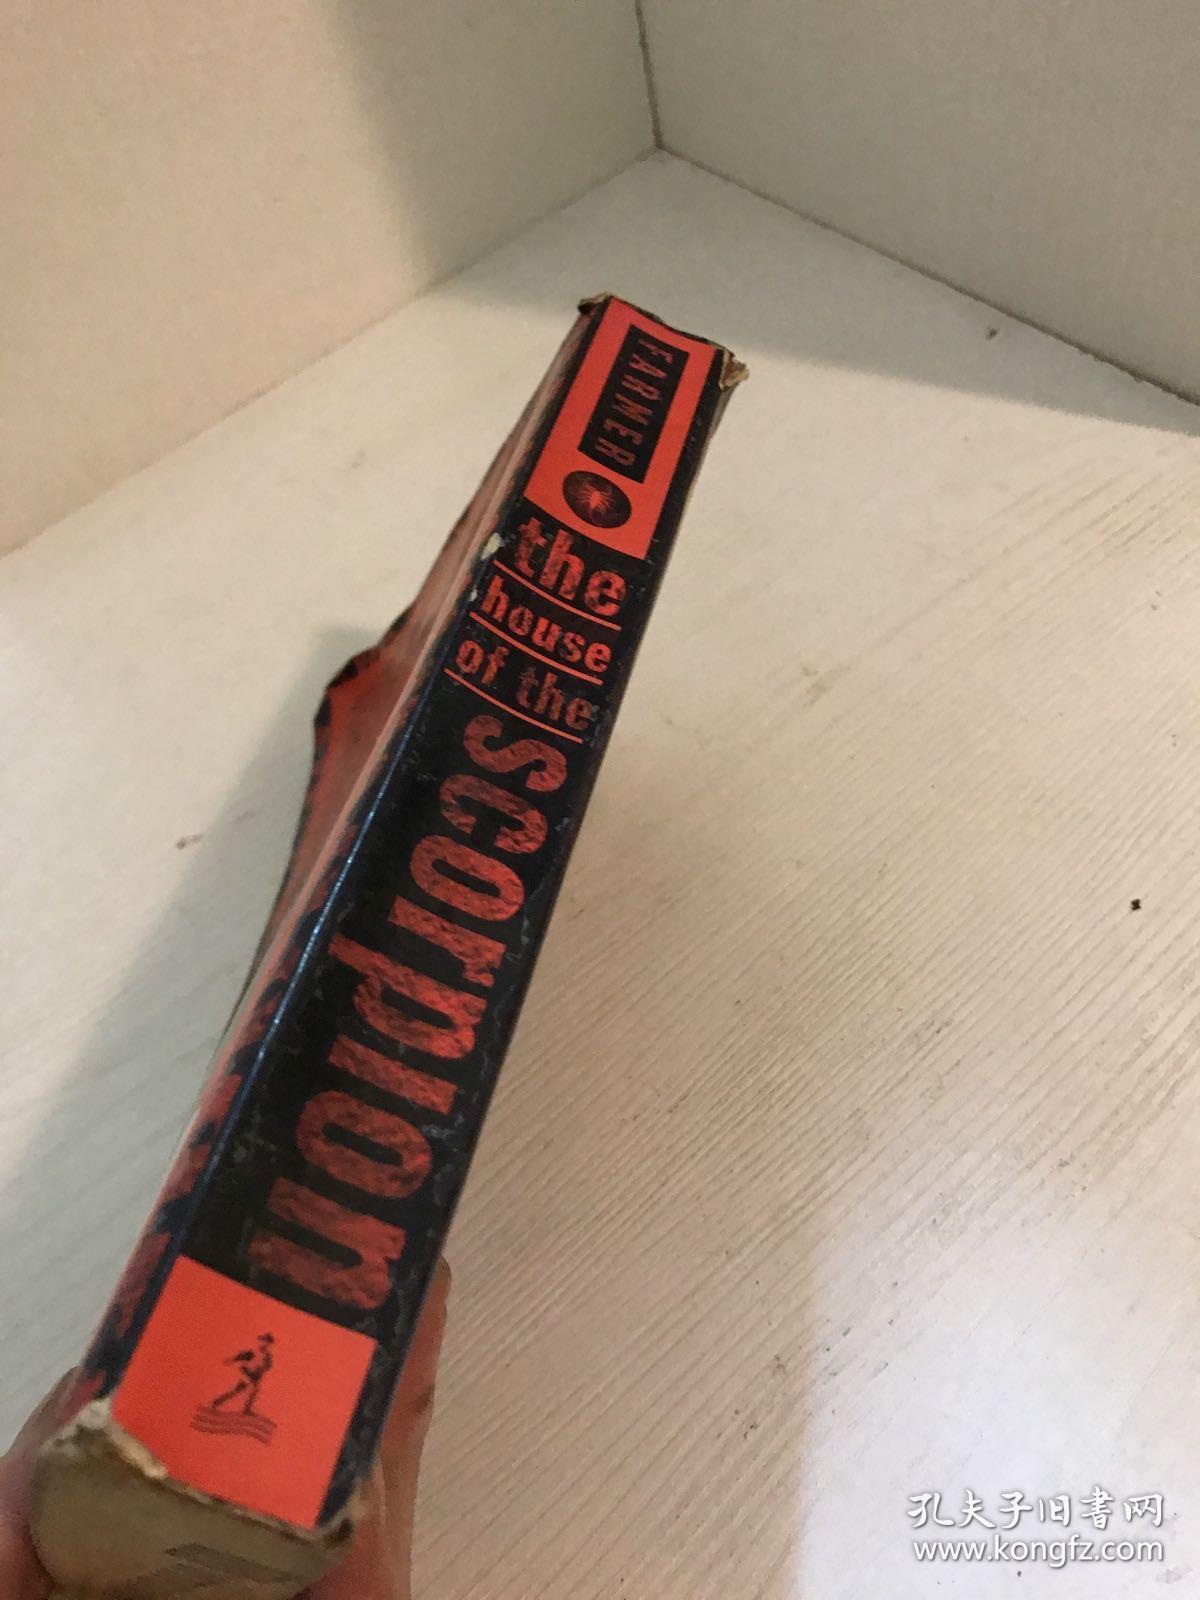 FARMER
the
house
of the
scorpion
孔夫子旧书网
www.kongfz.com